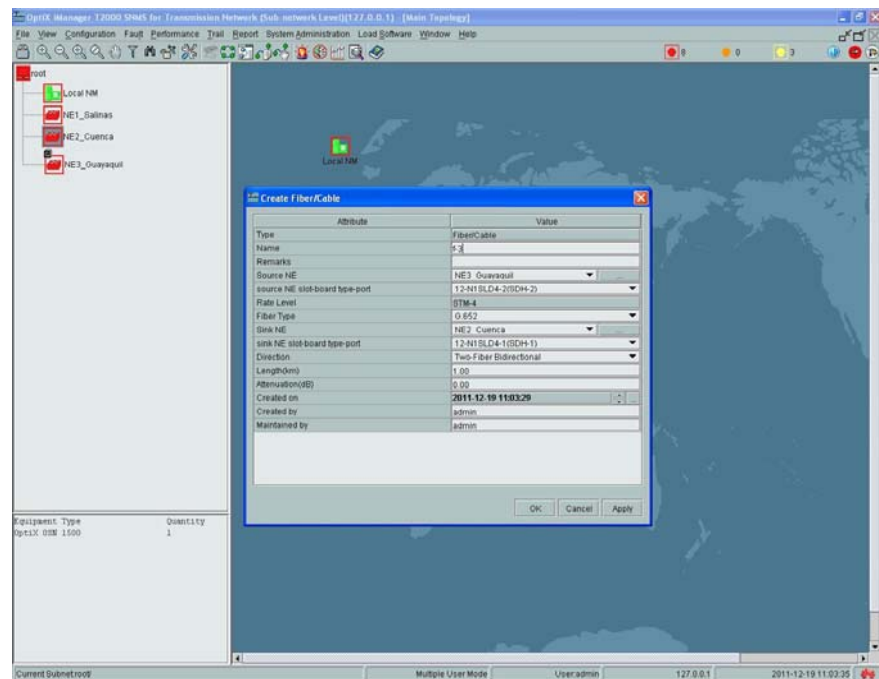 OptiX iManager T2000 SNMS for Transmission Network (Sub network Level)(127.0.0.1) - [Main Topology]
File View Configuration Fault Performance Trail Report System Administration Load Software Window Help
0 3
root
Local NM
NE1_Salinas
NE2_Cuenca
NE3_Guayaquil
Local NM
Create Fiber/Cable
Attribute Value
Type Fiber/Cable
Name f-3
Remarks
Source NE NE3_Guayaquil
source NE slot-board type-port 12-N1SLD4-2(SDH-2)
Rate Level STM-4
Fiber Type G.652
Sink NE NE2_Cuenca
sink NE slot-board type-port 12-N1SLD4-1(SDH-1)
Direction Two-Fiber Bidirectional
Length(km) 1.00
Attenuation(dB) 0.00
Created on 2011-12-19 11:03:29
Created by admin
Maintained by admin
OK Cancel Apply
Equipment Type Quantity
OptiX OSN 1500 1
Current Subnet:root/ Multiple User Mode User:admin 127.0.0.1 2011-12-19 11:03:35